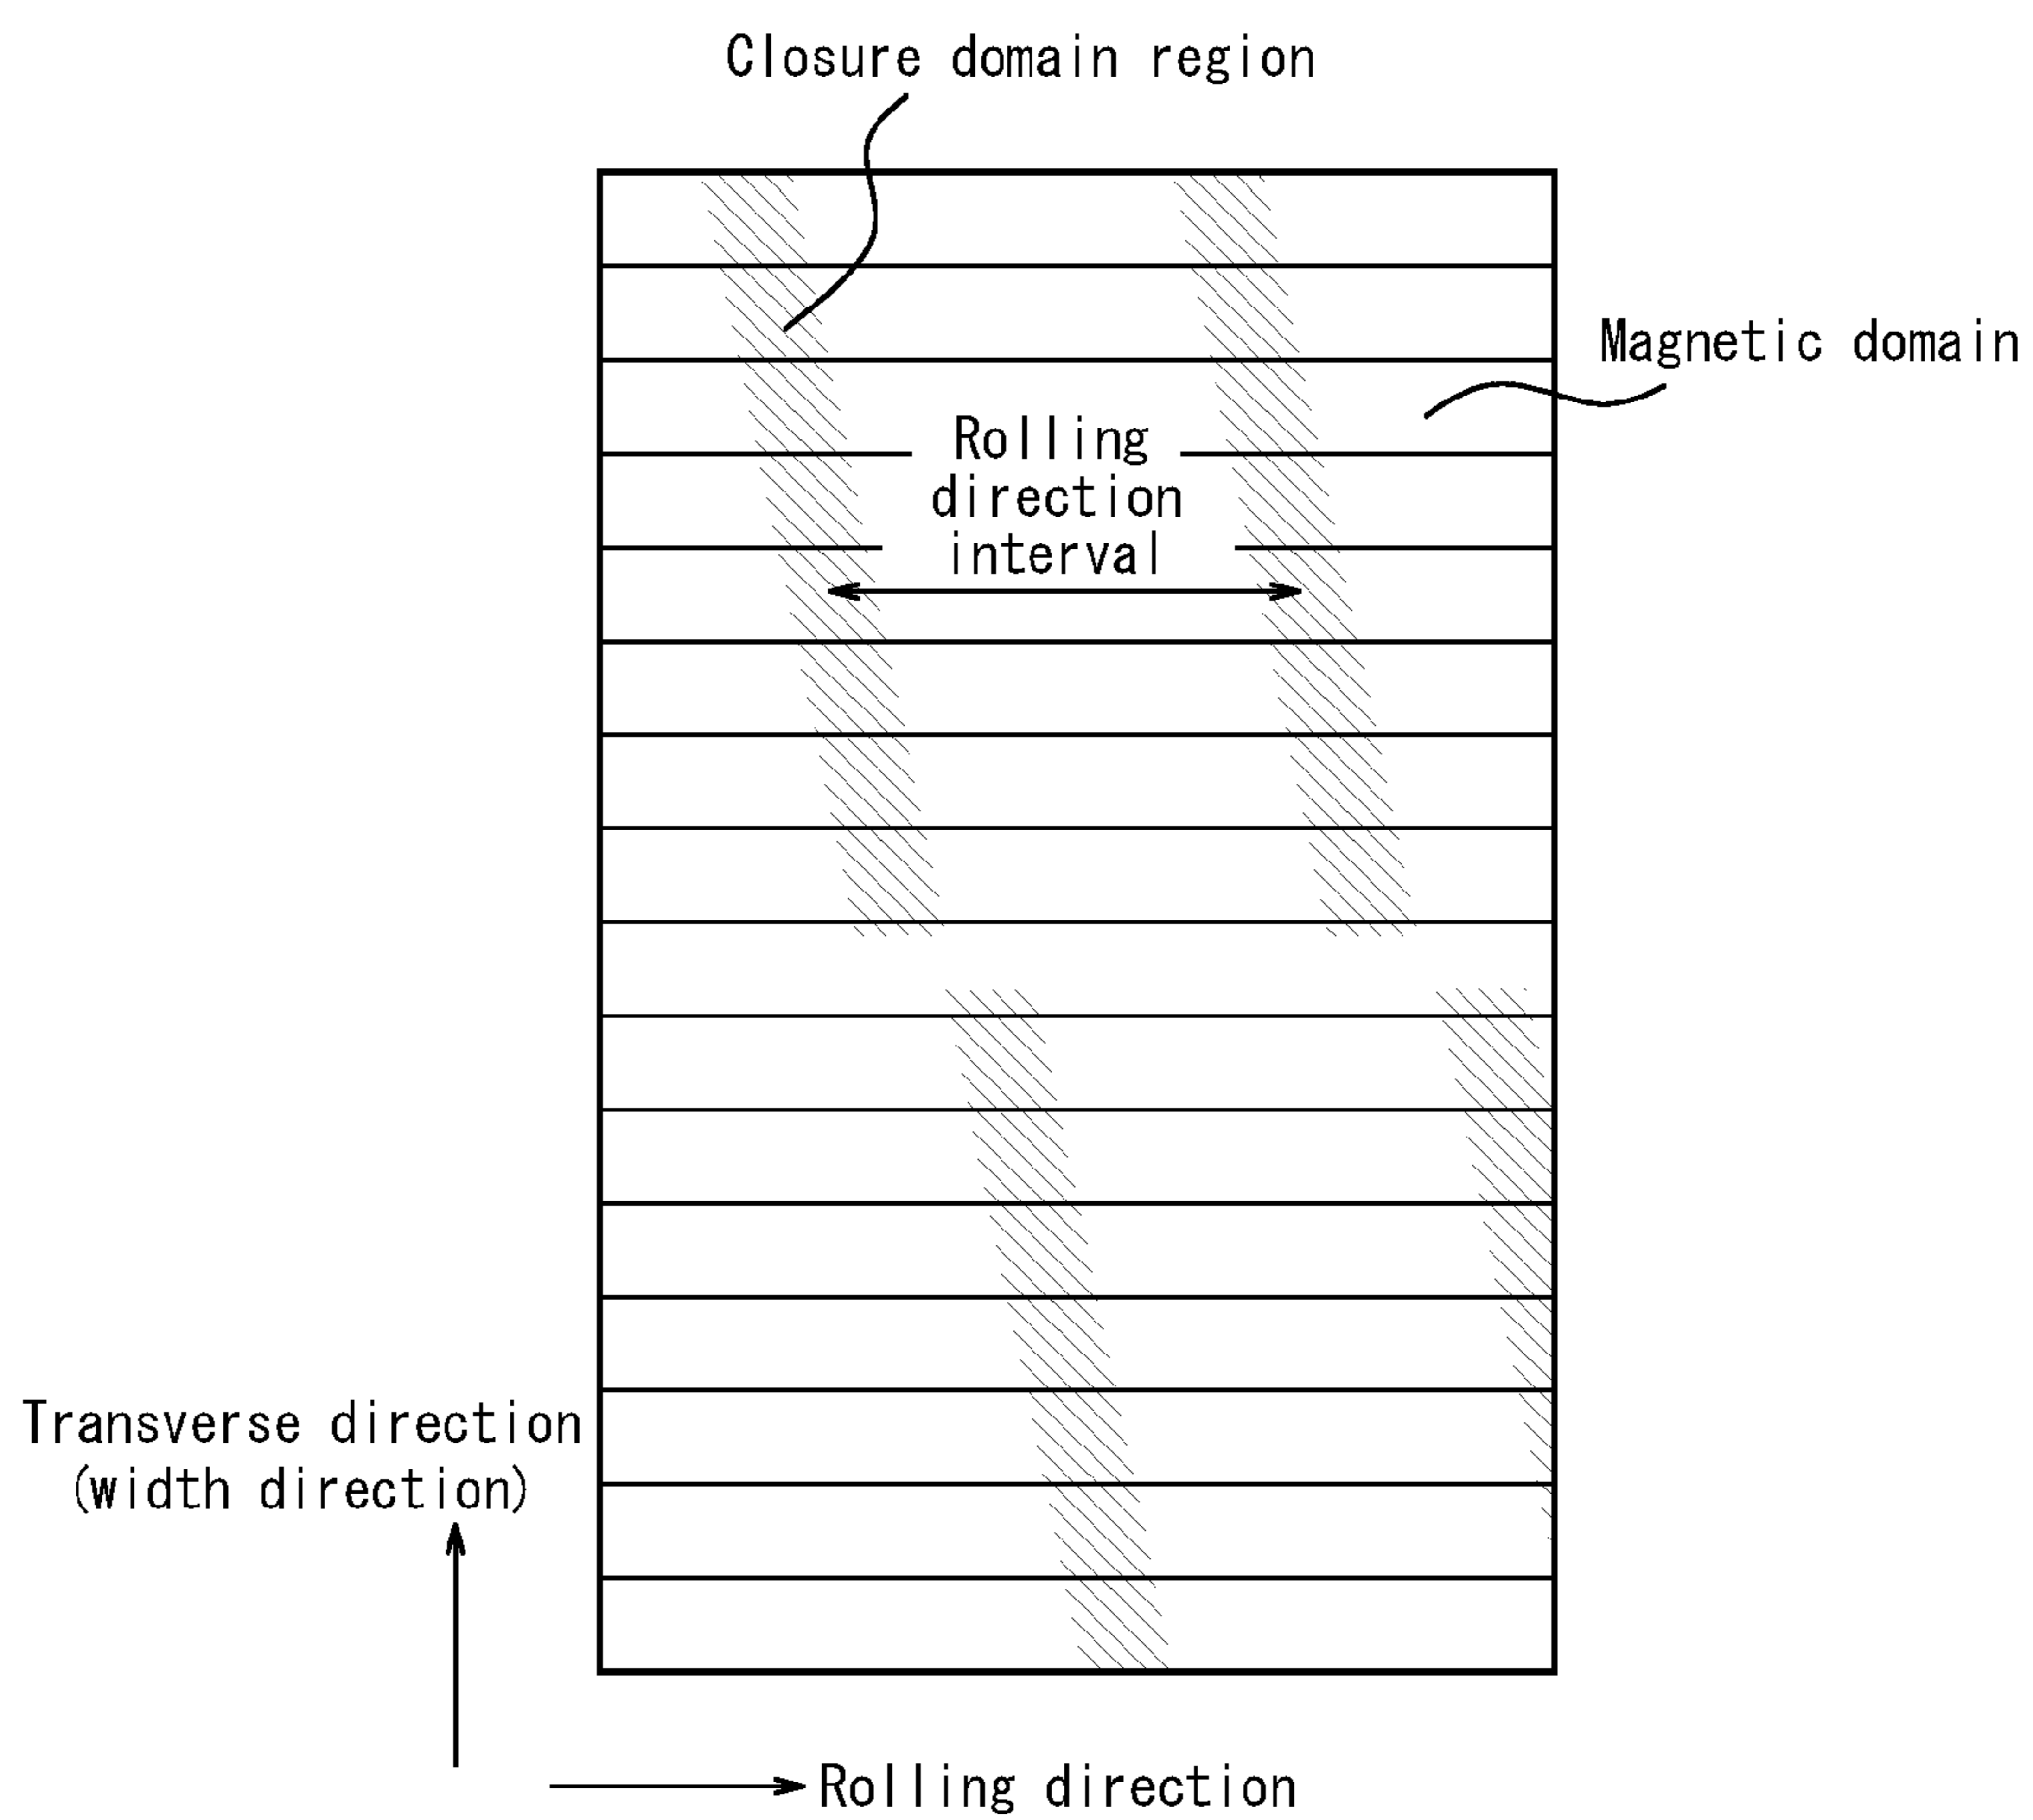 Closure domain region
Magnetic domain
Rolling
direction
interval
Transverse direction
(width direction)
Rolling direction